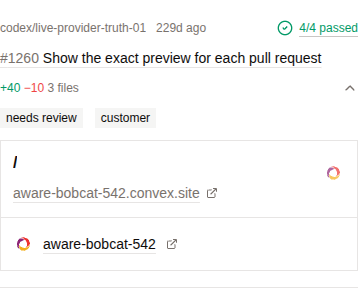 codex/live-provider-truth-01 229d ago 4/4 passed
#1260 Show the exact preview for each pull request
+40 −10 3 files
needs review customer
/
aware-bobcat-542.convex.site
aware-bobcat-542